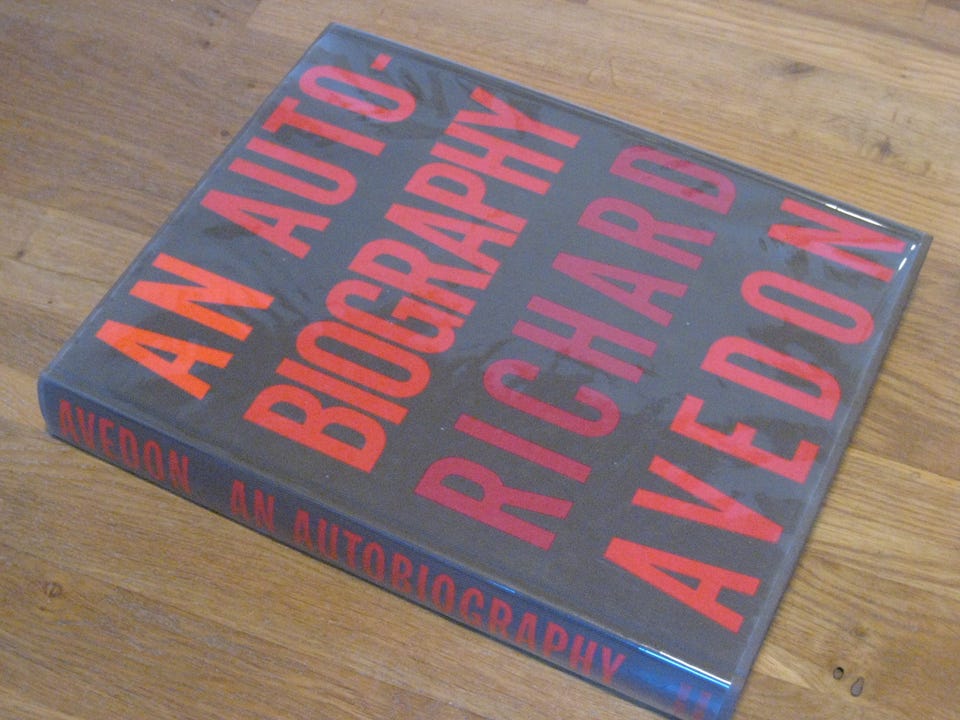 AN AUTO-
BIOGRAPHY
RICHARD
AVEDON
AVEDON AN AUTOBIOGRAPHY